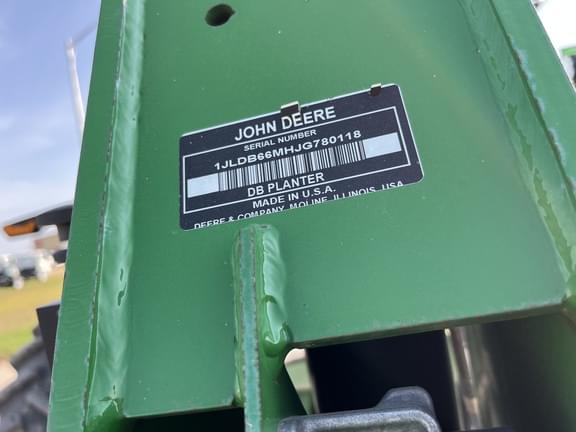 JOHN DEERE
SERIAL NUMBER
1JLDB66MHJG780118
DB PLANTER
MADE IN U.S.A.
DEERE & COMPANY, MOLINE, ILLINOIS, USA